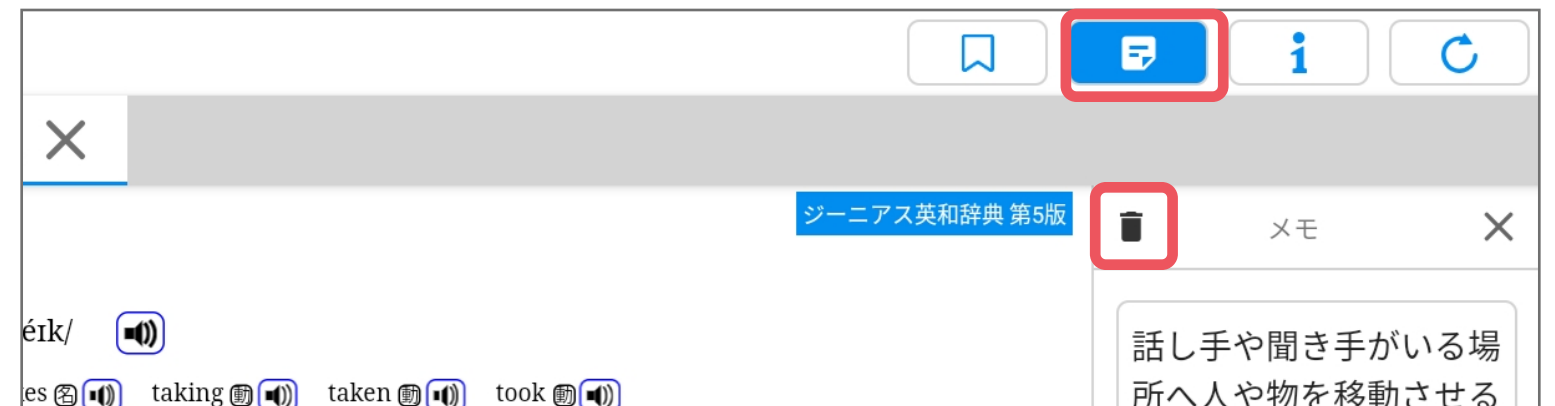 ジーニアス英和辞典 第5版
メモ
éɪk/
es 名 taking 動 taken 動 took 動
話し手や聞き手がいる場
所へ人や物を移動させる